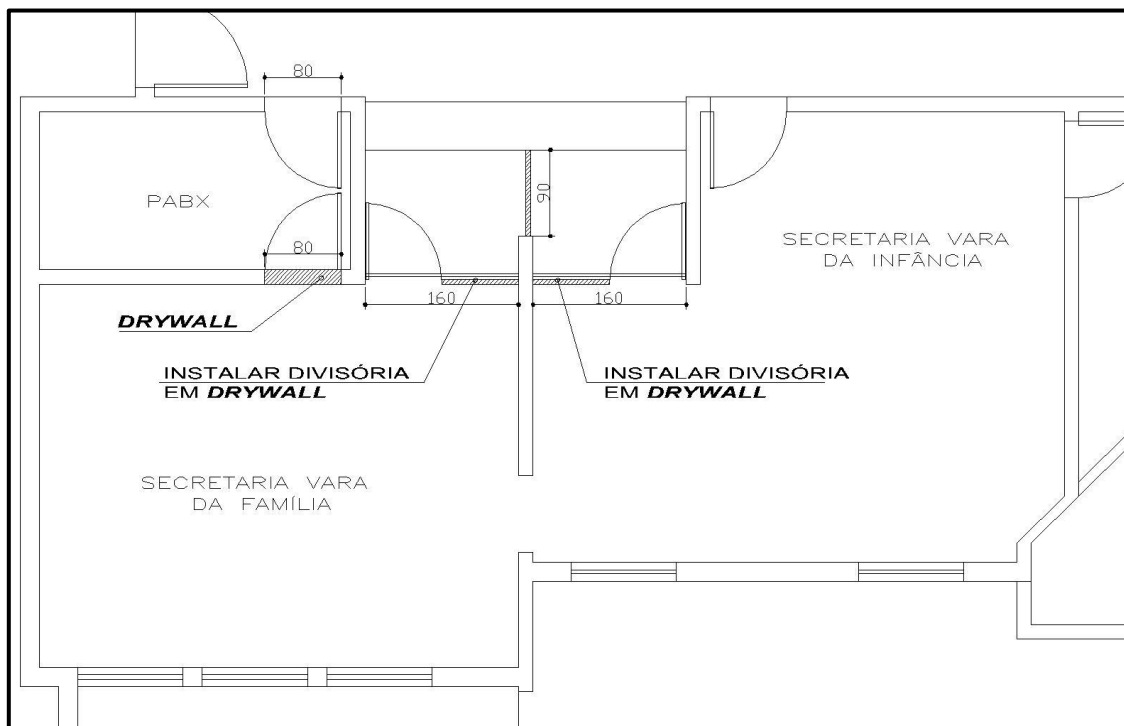 80
PABX
90
SECRETARIA VARA
DA INFÂNCIA
80
160
160
DRYWALL
INSTALAR DIVISÓRIA
EM DRYWALL
INSTALAR DIVISÓRIA
EM DRYWALL
SECRETARIA VARA
DA FAMÍLIA